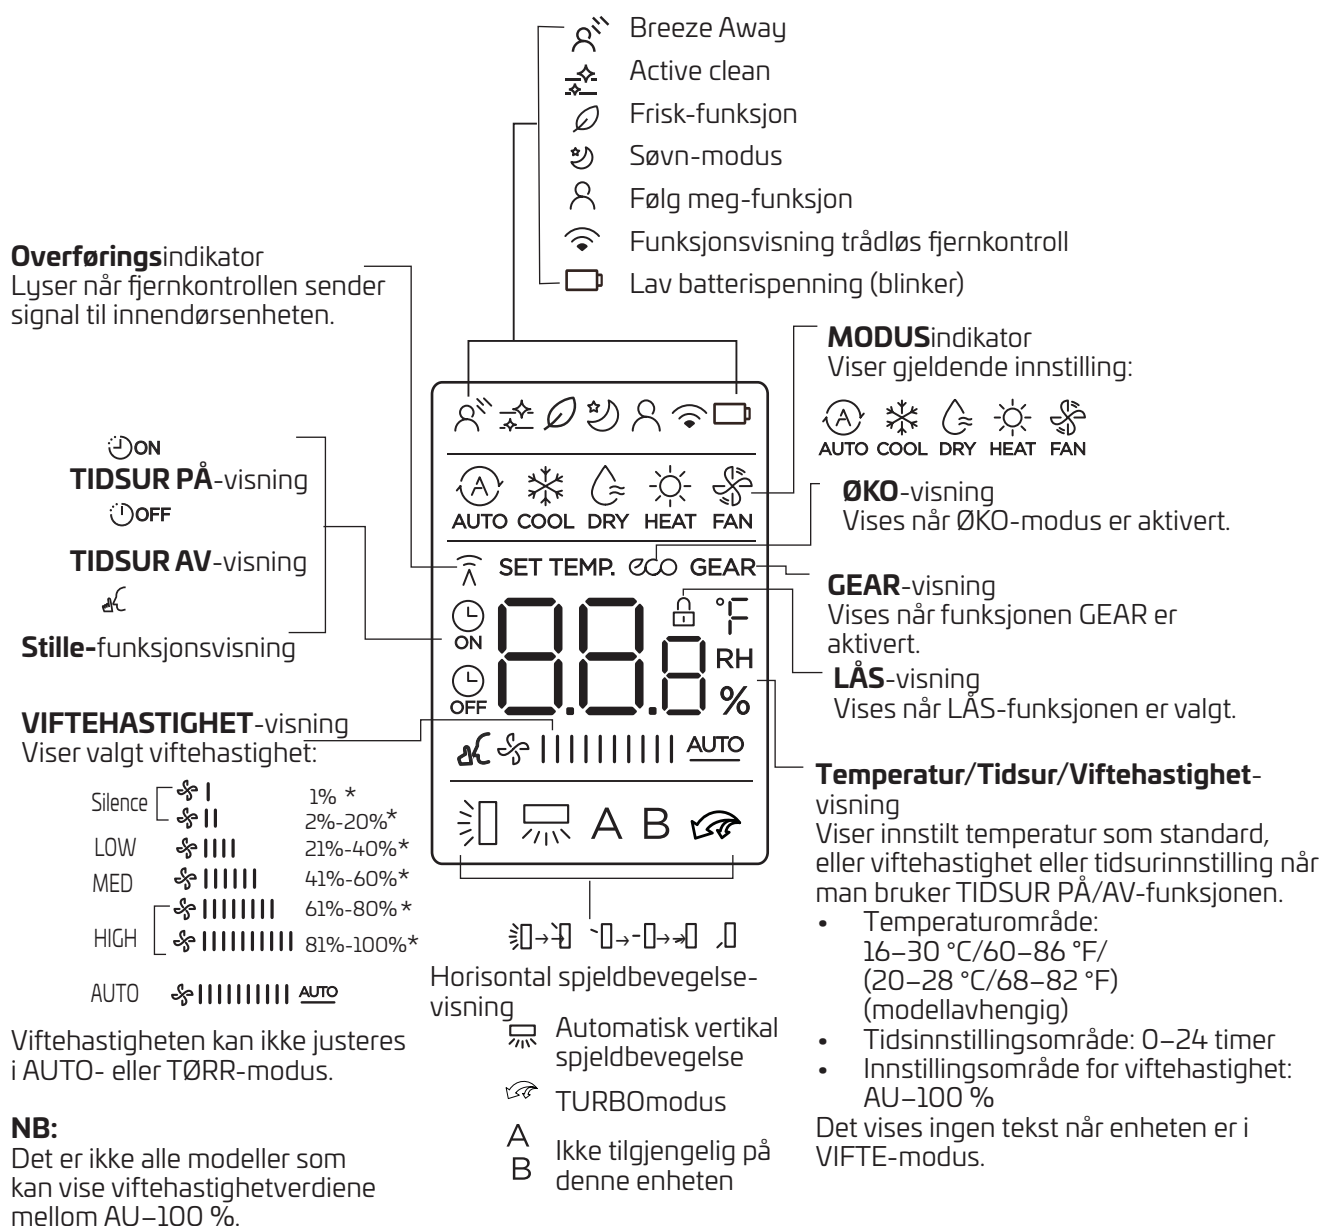 Breeze Away
Active clean
Frisk-funksjon
Søvn-modus
Følg meg-funksjon
Funksjonsvisning trådløs fjernkontroll
Lav batterispenning (blinker)
Overføringsindikator
Lyser når fjernkontrollen sender
signal til innendørsenheten.
ON
TIDSUR PÅ-visning
OFF
TIDSUR AV-visning
Stille-funksjonsvisning
VIFTEHASTIGHET-visning
Viser valgt viftehastighet:
Silence 1% *
2%-20%*
LOW 21%-40%*
MED 41%-60%*
HIGH 61%-80%*
81%-100%*
AUTO AUTO
Viftehastigheten kan ikke justeres
i AUTO- eller TØRR-modus.
NB:
Det er ikke alle modeller som
kan vise viftehastighetverdiene
mellom AU–100 %.
A
AUTO COOL DRY HEAT FAN
SET TEMP. eco GEAR
ON
OFF
88.8
°F
RH
%
AUTO
A B
Horisontal spjeldbevegelse-
visning
Automatisk vertikal
spjeldbevegelse
TURBOmodus
A Ikke tilgjengelig på
B denne enheten
MODUSindikator
Viser gjeldende innstilling:
A
AUTO COOL DRY HEAT FAN
ØKO-visning
Vises når ØKO-modus er aktivert.
GEAR-visning
Vises når funksjonen GEAR er
aktivert.
LÅS-visning
Vises når LÅS-funksjonen er valgt.
Temperatur/Tidsur/Viftehastighet-
visning
Viser innstilt temperatur som standard,
eller viftehastighet eller tidsurinnstilling når
man bruker TIDSUR PÅ/AV-funksjonen.
• Temperaturområde:
16–30 °C/60–86 °F/
(20–28 °C/68–82 °F)
(modellavhengig)
• Tidsinnstillingsområde: 0–24 timer
• Innstillingsområde for viftehastighet:
AU–100 %
Det vises ingen tekst når enheten er i
VIFTE-modus.